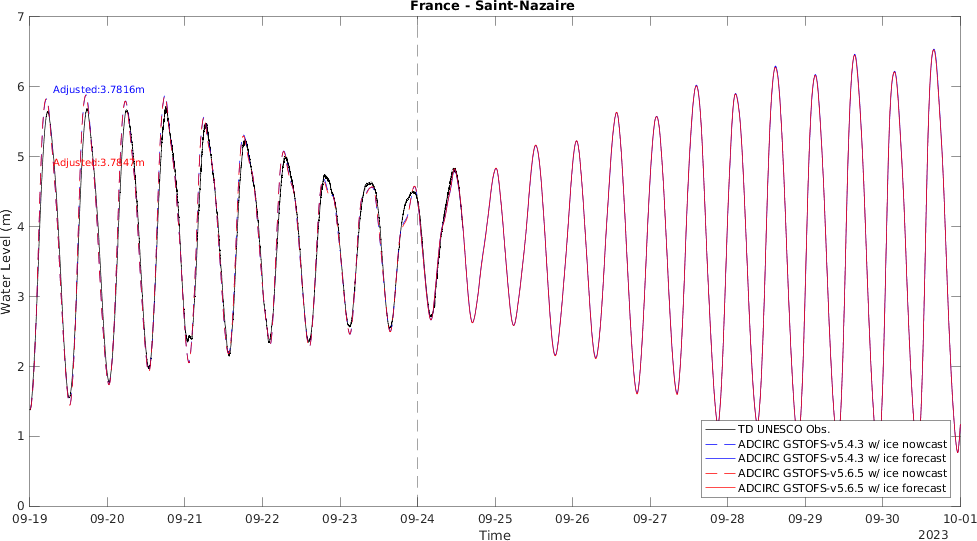 France - Saint-Nazaire
7
6
5
4
3
2
1
0
Water Level (m)
Adjusted:3.7816m
Adjusted:3.7847m
TD UNESCO Obs.
ADCIRC GSTOFS-v5.4.3 w/ ice nowcast
ADCIRC GSTOFS-v5.4.3 w/ ice forecast
ADCIRC GSTOFS-v5.6.5 w/ ice nowcast
ADCIRC GSTOFS-v5.6.5 w/ ice forecast
09-19 09-20 09-21 09-22 09-23 09-24 09-25 09-26 09-27 09-28 09-29 09-30 10-01
Time
2023